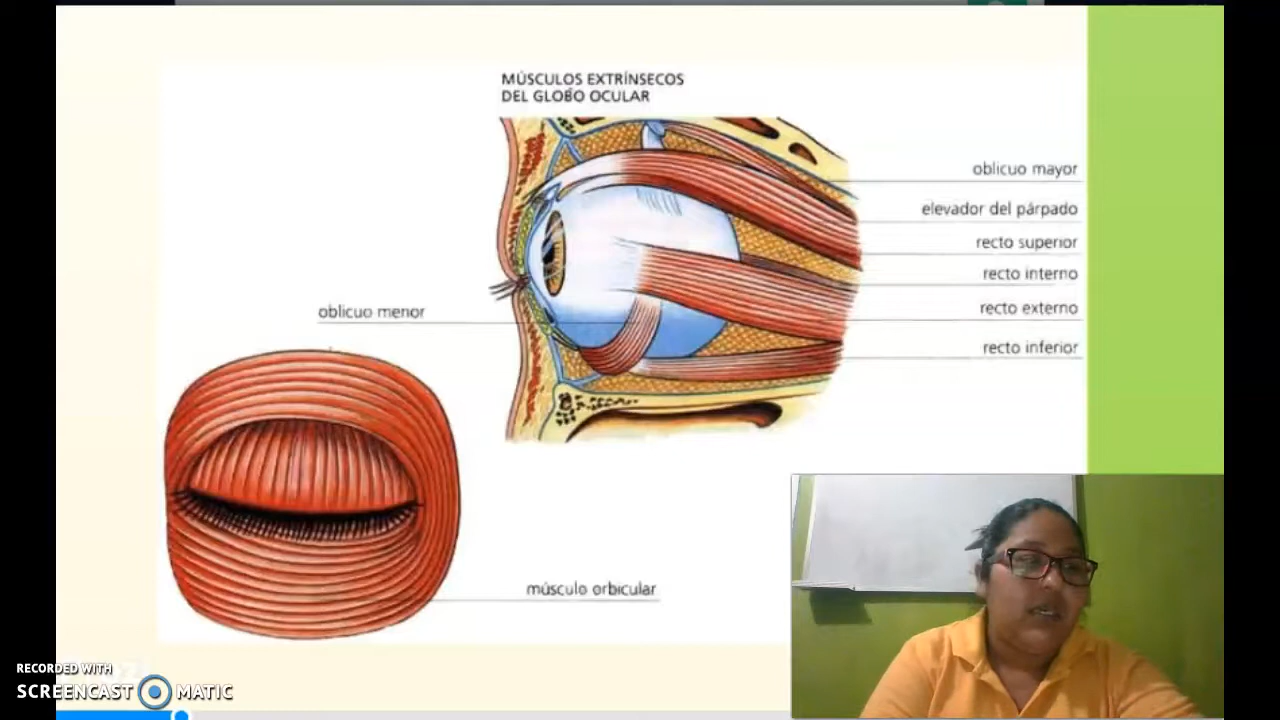 MÚSCULOS EXTRÍNSECOS
DEL GLOBO OCULAR
oblicuo mayor
elevador del párpado
recto superior
recto interno
recto externo
recto inferior
oblicuo menor
músculo orbicular
RECORDED WITH
SCREENCAST MATIC